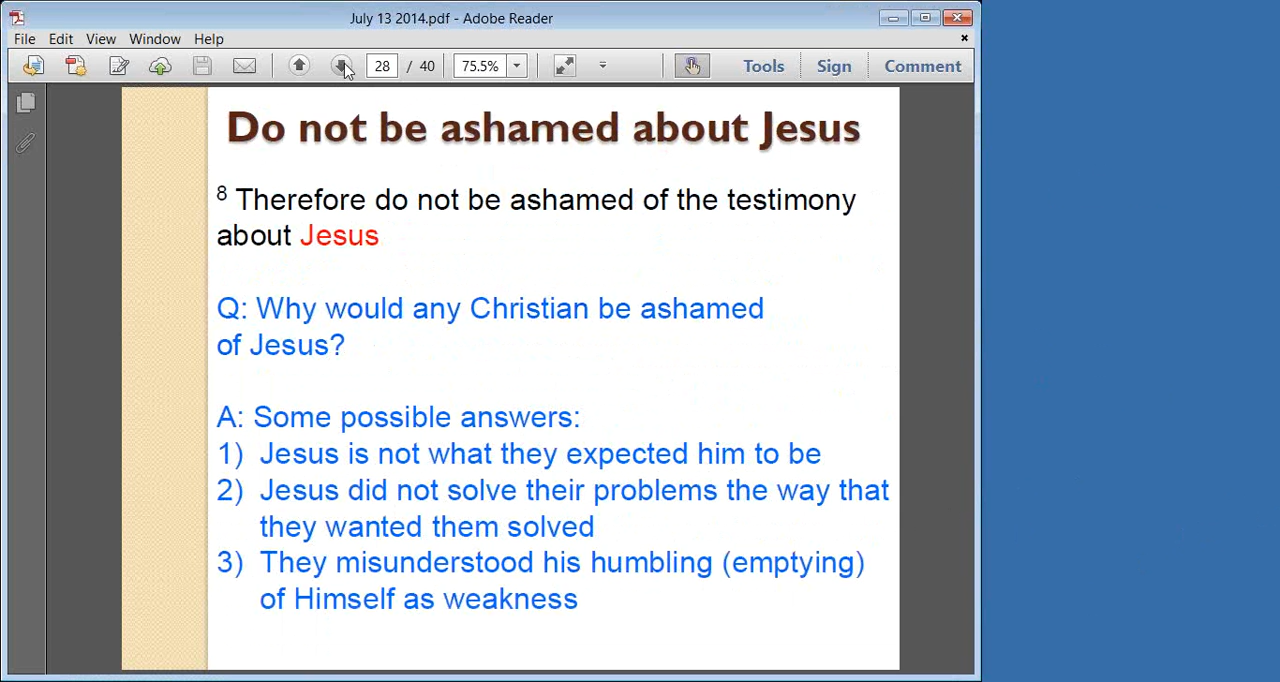 July 13 2014.pdf - Adobe Reader
File Edit View Window Help
28 / 40 75.5% Tools Sign Comment
Do not be ashamed about Jesus
8 Therefore do not be ashamed of the testimony
about Jesus
Q: Why would any Christian be ashamed
of Jesus?
A: Some possible answers:
1) Jesus is not what they expected him to be
2) Jesus did not solve their problems the way that
they wanted them solved
3) They misunderstood his humbling (emptying)
of Himself as weakness